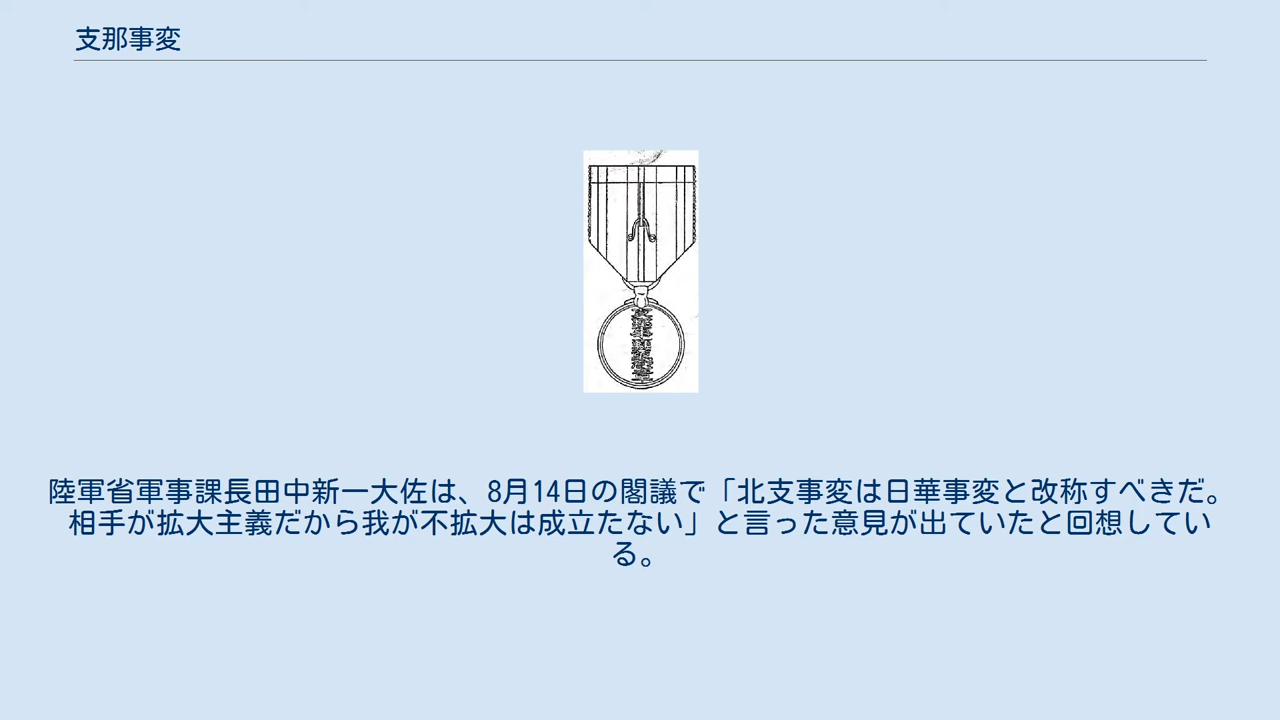 支那事変
陸軍省軍事課長田中新一大佐は、8月14日の閣議で「北支事変は日華事変と改称すべきだ。
相手が拡大主義だから我が不拡大は成立たない」と言った意見が出ていたと回想してい
る。